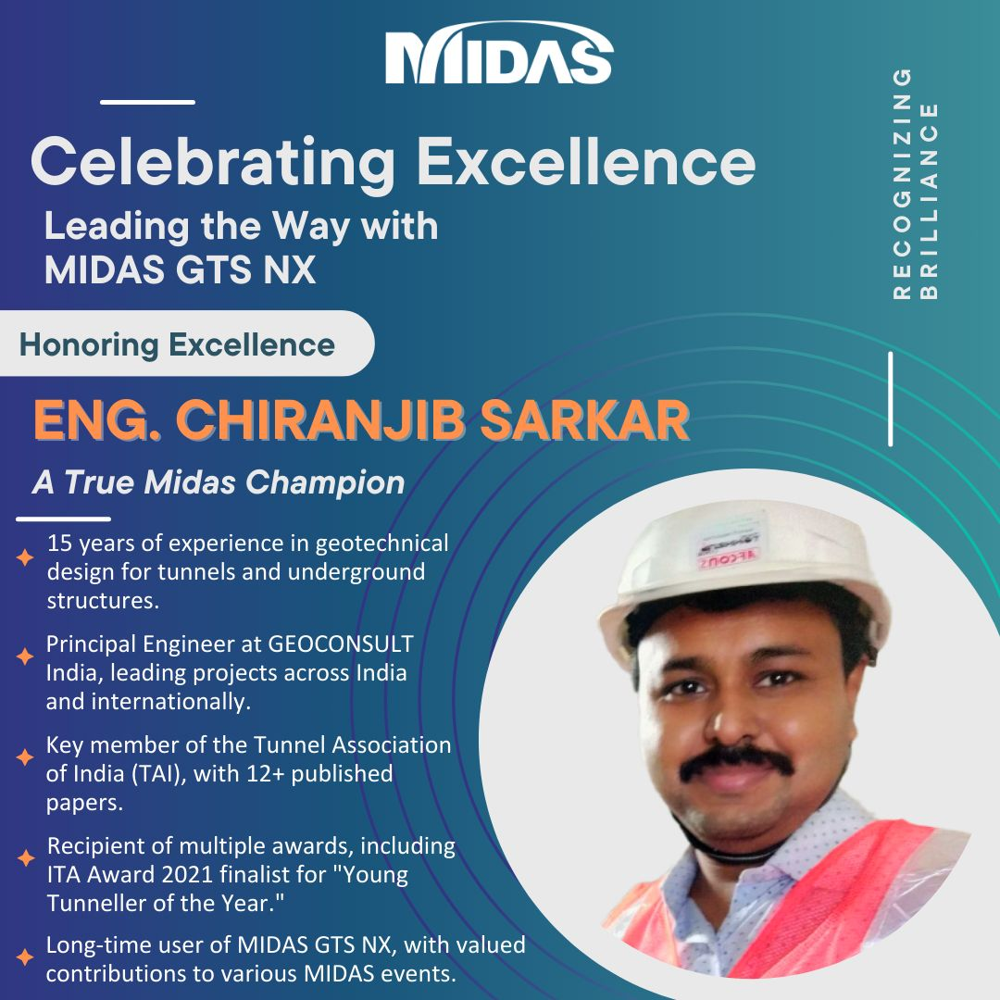 MIDAS
Celebrating Excellence
Leading the Way with
MIDAS GTS NX
RECOGNIZING
BRILLIANCE
Honoring Excellence
ENG. CHIRANJIB SARKAR
A True Midas Champion
15 years of experience in geotechnical
design for tunnels and underground
structures.
Principal Engineer at GEOCONSULT
India, leading projects across India
and internationally.
Key member of the Tunnel Association
of India (TAI), with 12+ published
papers.
Recipient of multiple awards, including
ITA Award 2021 finalist for "Young
Tunneller of the Year."
Long-time user of MIDAS GTS NX, with valued
contributions to various MIDAS events.
AFCONS